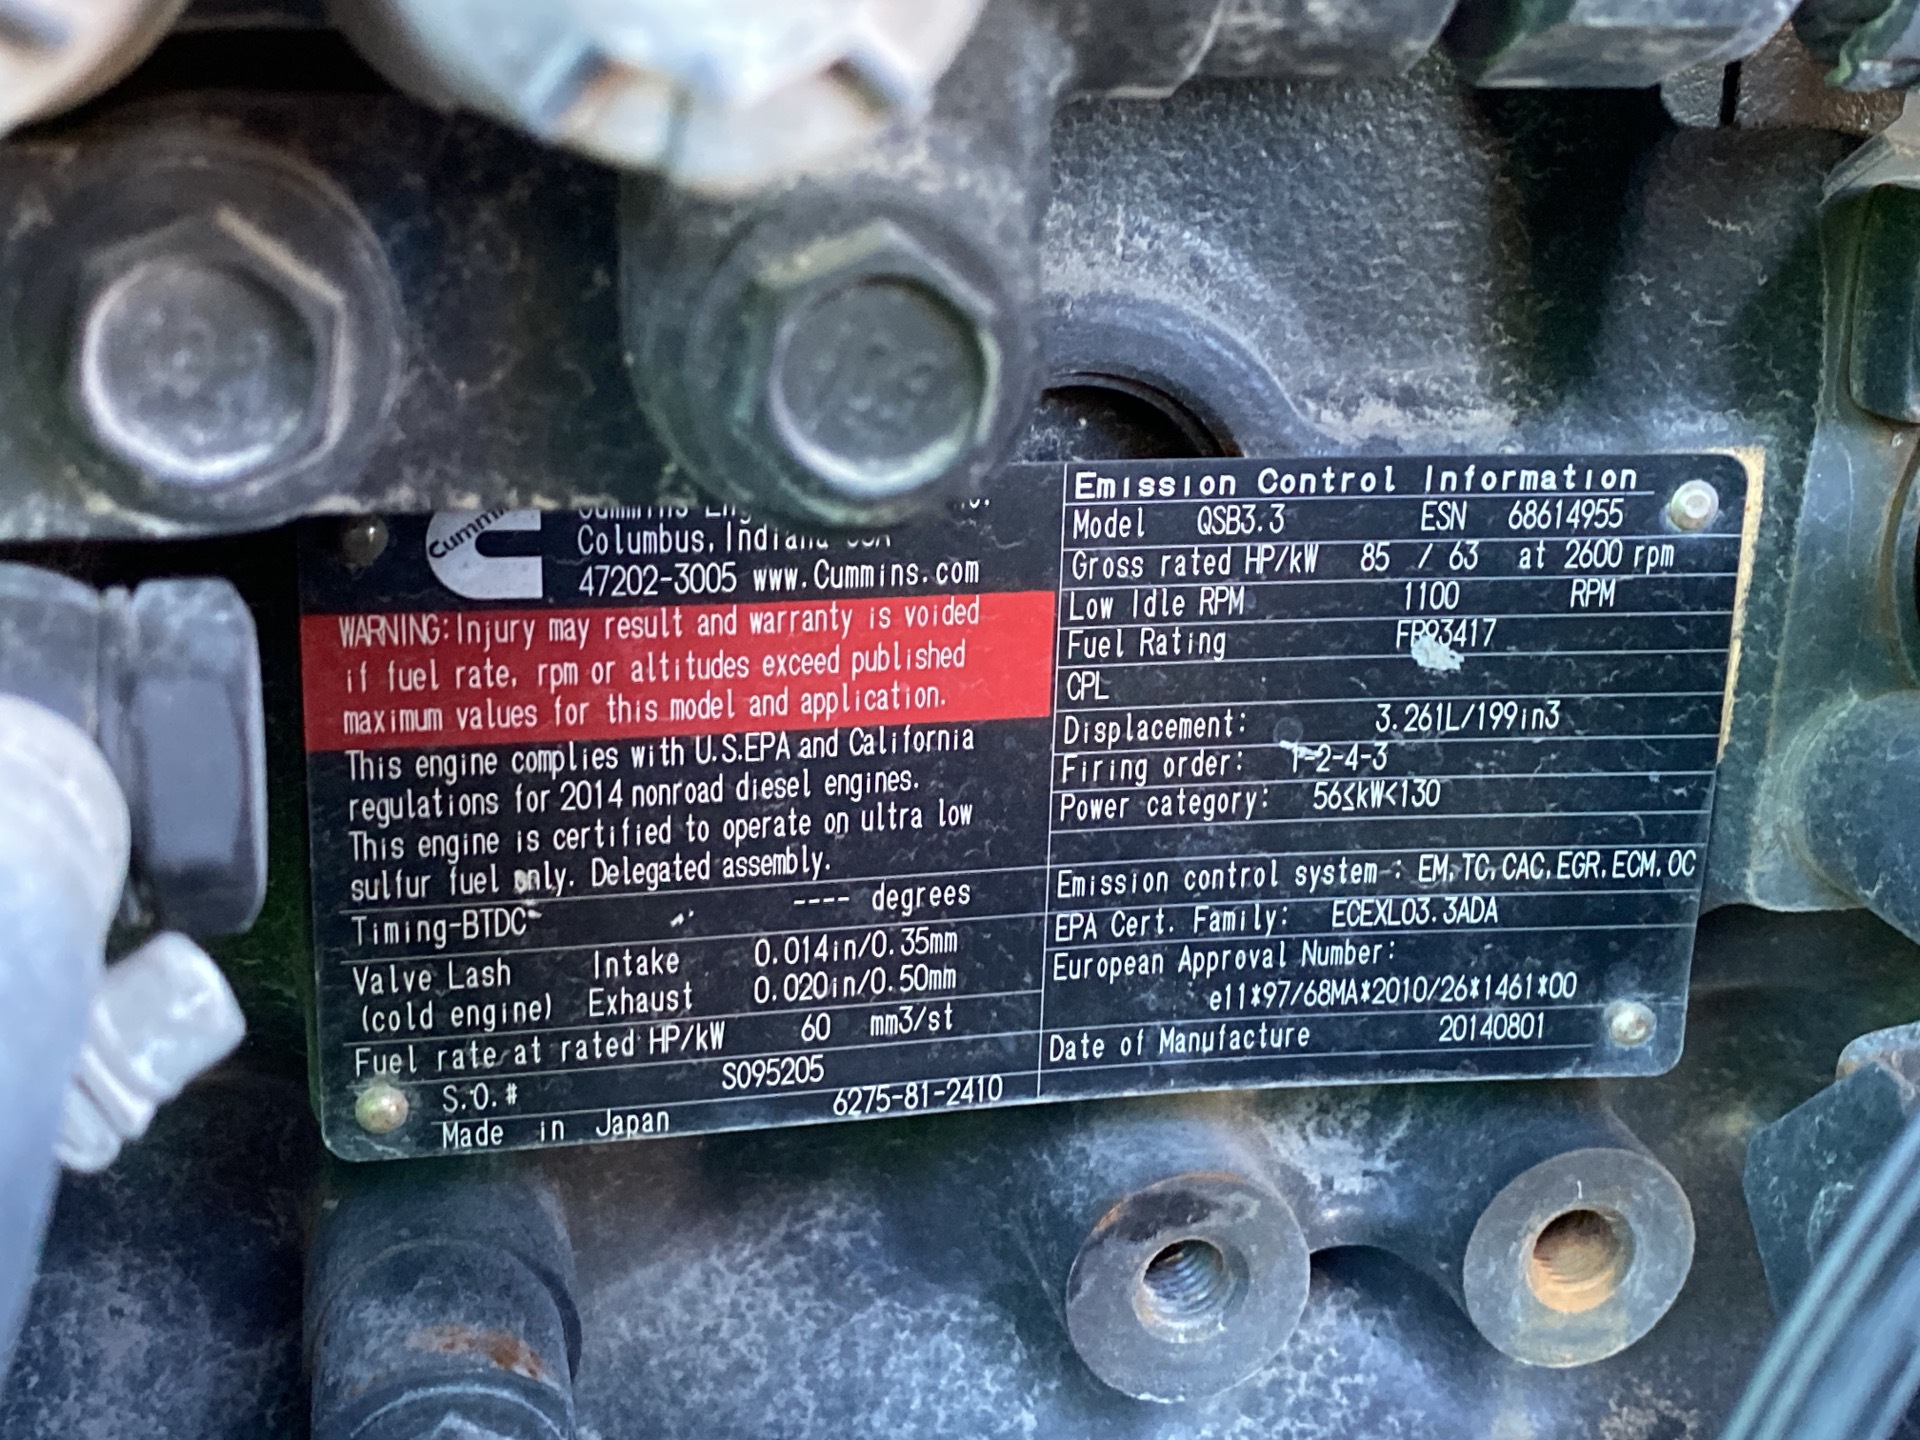 Cummins
Columbus, Indiana USA
47202-3005 www.Cummins.com
WARNING: Injury may result and warranty is voided
if fuel rate, rpm or altitudes exceed published
maximum values for this model and application.
This engine complies with U.S.EPA and California
regulations for 2014 nonroad diesel engines.
This engine is certified to operate on ultra low
sulfur fuel only. Delegated assembly.
Timing-BTDC ---- degrees
Valve Lash Intake 0.014in/0.35mm
(cold engine) Exhaust 0.020in/0.50mm
Fuel rate at rated HP/kW 60 mm3/st
S.O.# SO95205
Made in Japan 6275-81-2410
Emission Control Information
Model QSB3.3 ESN 68614955
Gross rated HP/kW 85 / 63 at 2600 rpm
Low Idle RPM 1100 RPM
Fuel Rating FR93417
CPL
Displacement: 3.261L/199in3
Firing order: 1-2-4-3
Power category: 56≤kW<130
Emission control system : EM, TC, CAC, EGR, ECM, OC
EPA Cert. Family: ECEXL03.3ADA
European Approval Number:
e11*97/68MA*2010/26*1461*00
Date of Manufacture 20140801